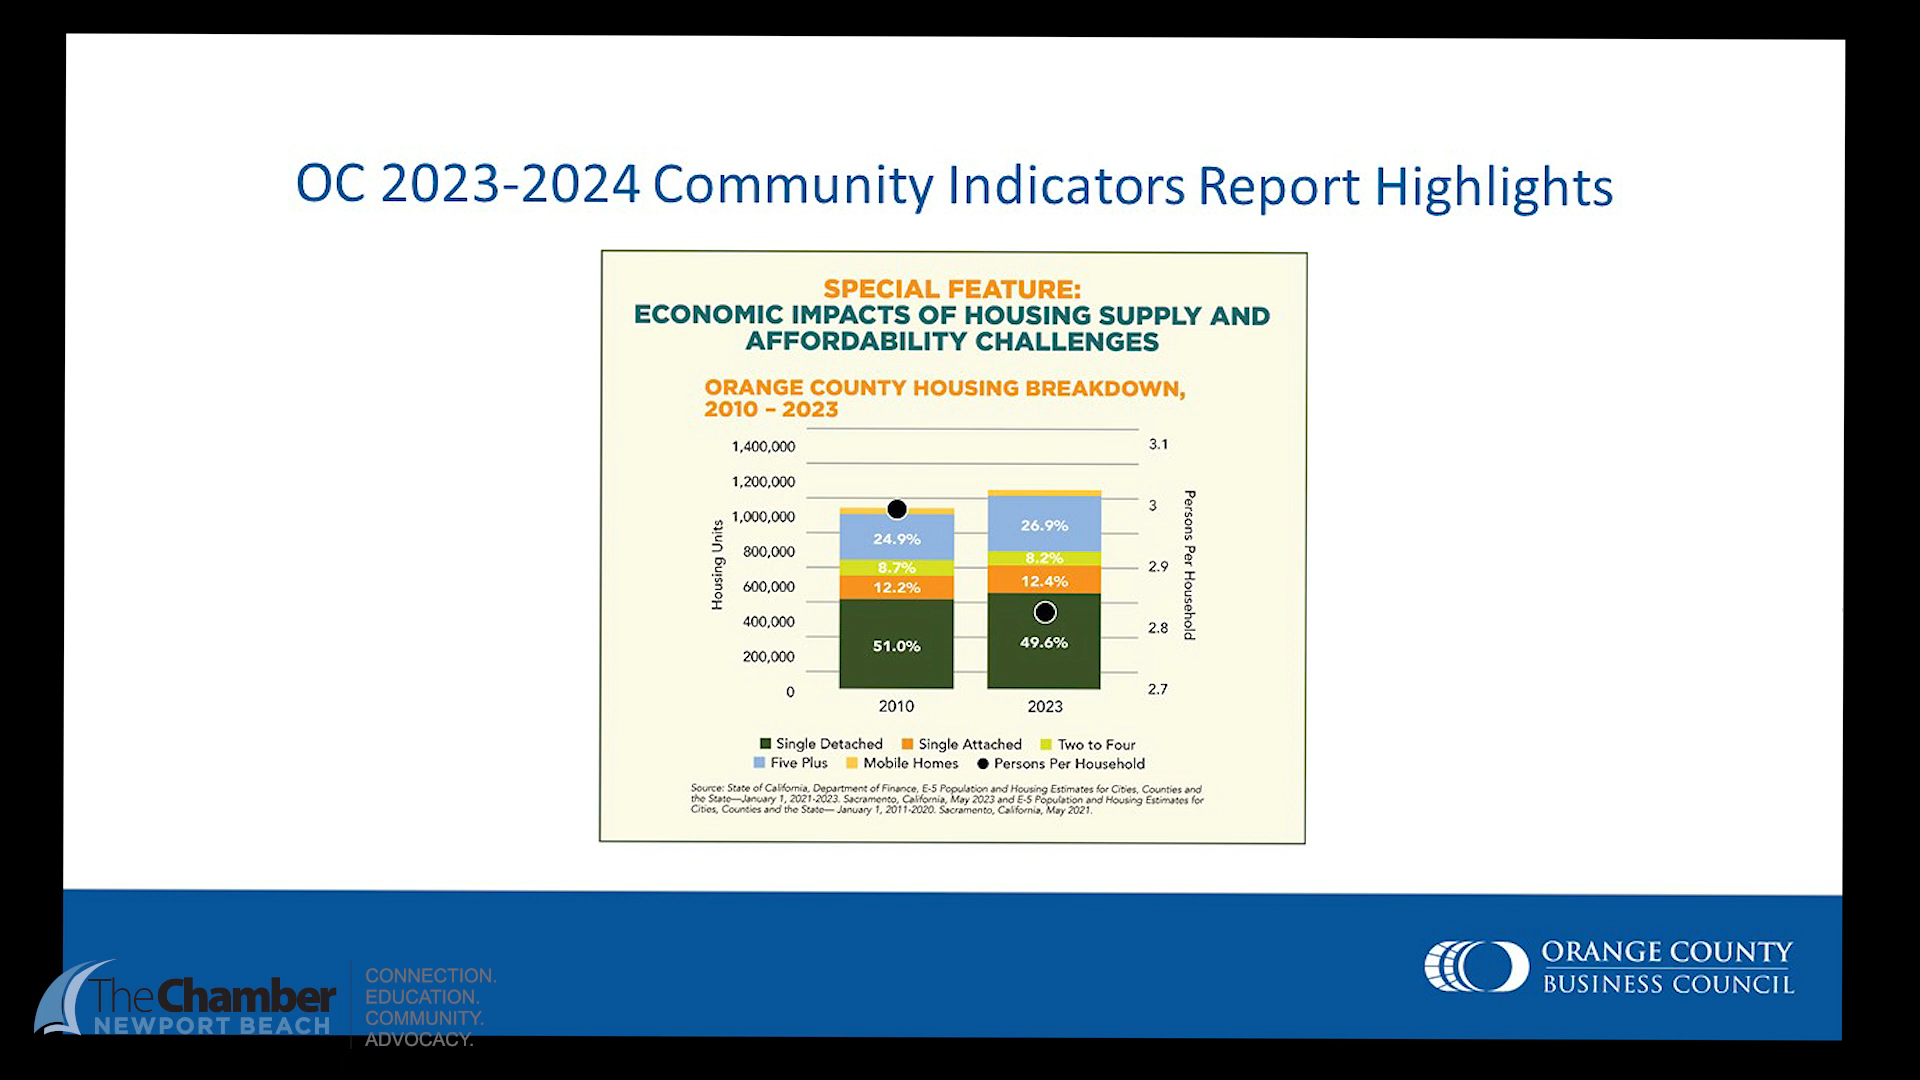 OC 2023-2024 Community Indicators Report Highlights
SPECIAL FEATURE:
ECONOMIC IMPACTS OF HOUSING SUPPLY AND
AFFORDABILITY CHALLENGES
ORANGE COUNTY HOUSING BREAKDOWN,
2010 – 2023
Housing Units
1,400,000
1,200,000
1,000,000
800,000
600,000
400,000
200,000
0
24.9%
8.7%
12.2%
51.0%
26.9%
8.2%
12.4%
49.6%
3.1
3
2.9
2.8
2.7
Persons Per Household
2010
2023
Single Detached
Single Attached
Two to Four
Five Plus
Mobile Homes
Persons Per Household
Source: State of California, Department of Finance, E-5 Population and Housing Estimates for Cities, Counties and
the State—January 1, 2021-2023. Sacramento, California, May 2023 and E-5 Population and Housing Estimates for
Cities, Counties and the State— January 1, 2011-2020. Sacramento, California, May 2021.
ORANGE COUNTY
BUSINESS COUNCIL
TheChamber
NEWPORT BEACH
CONNECTION.
EDUCATION.
COMMUNITY.
ADVOCACY.